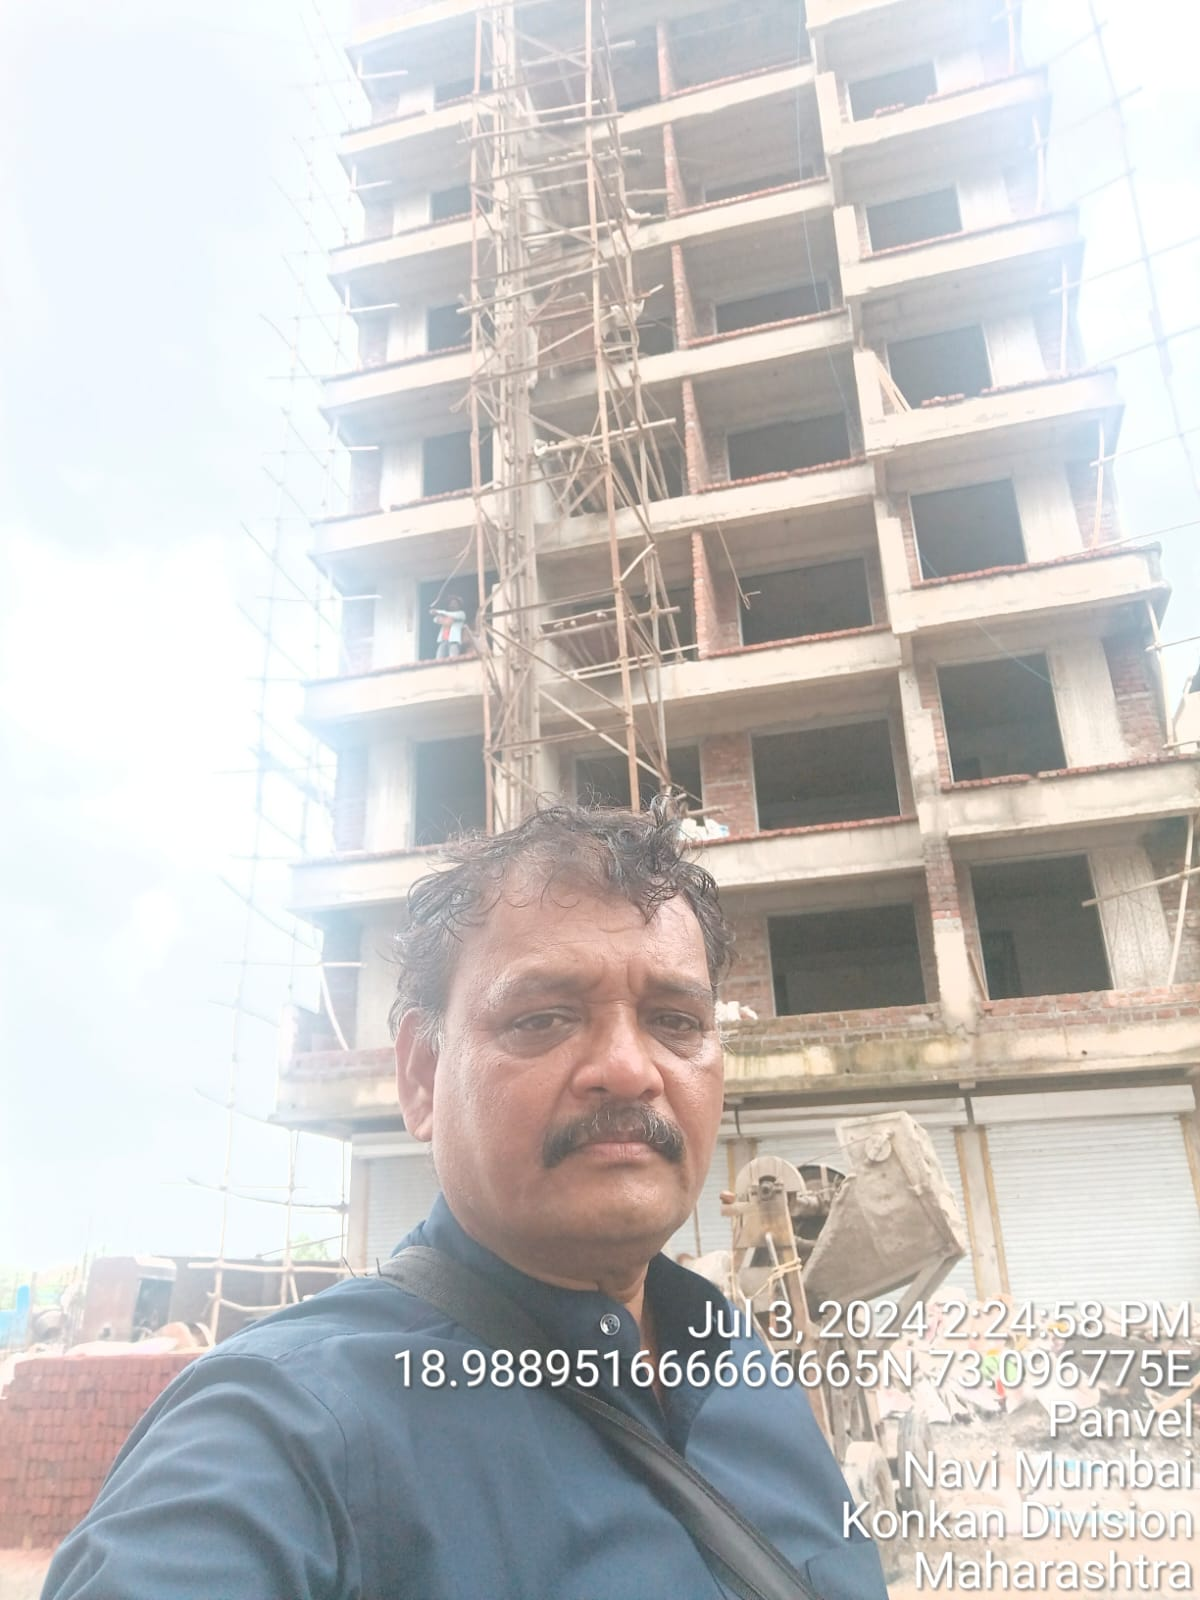 Jul 3, 2024 2:24:58 PM
18.988951666666665N 73.096775E
Panvel
Navi Mumbai
Konkan Division
Maharashtra